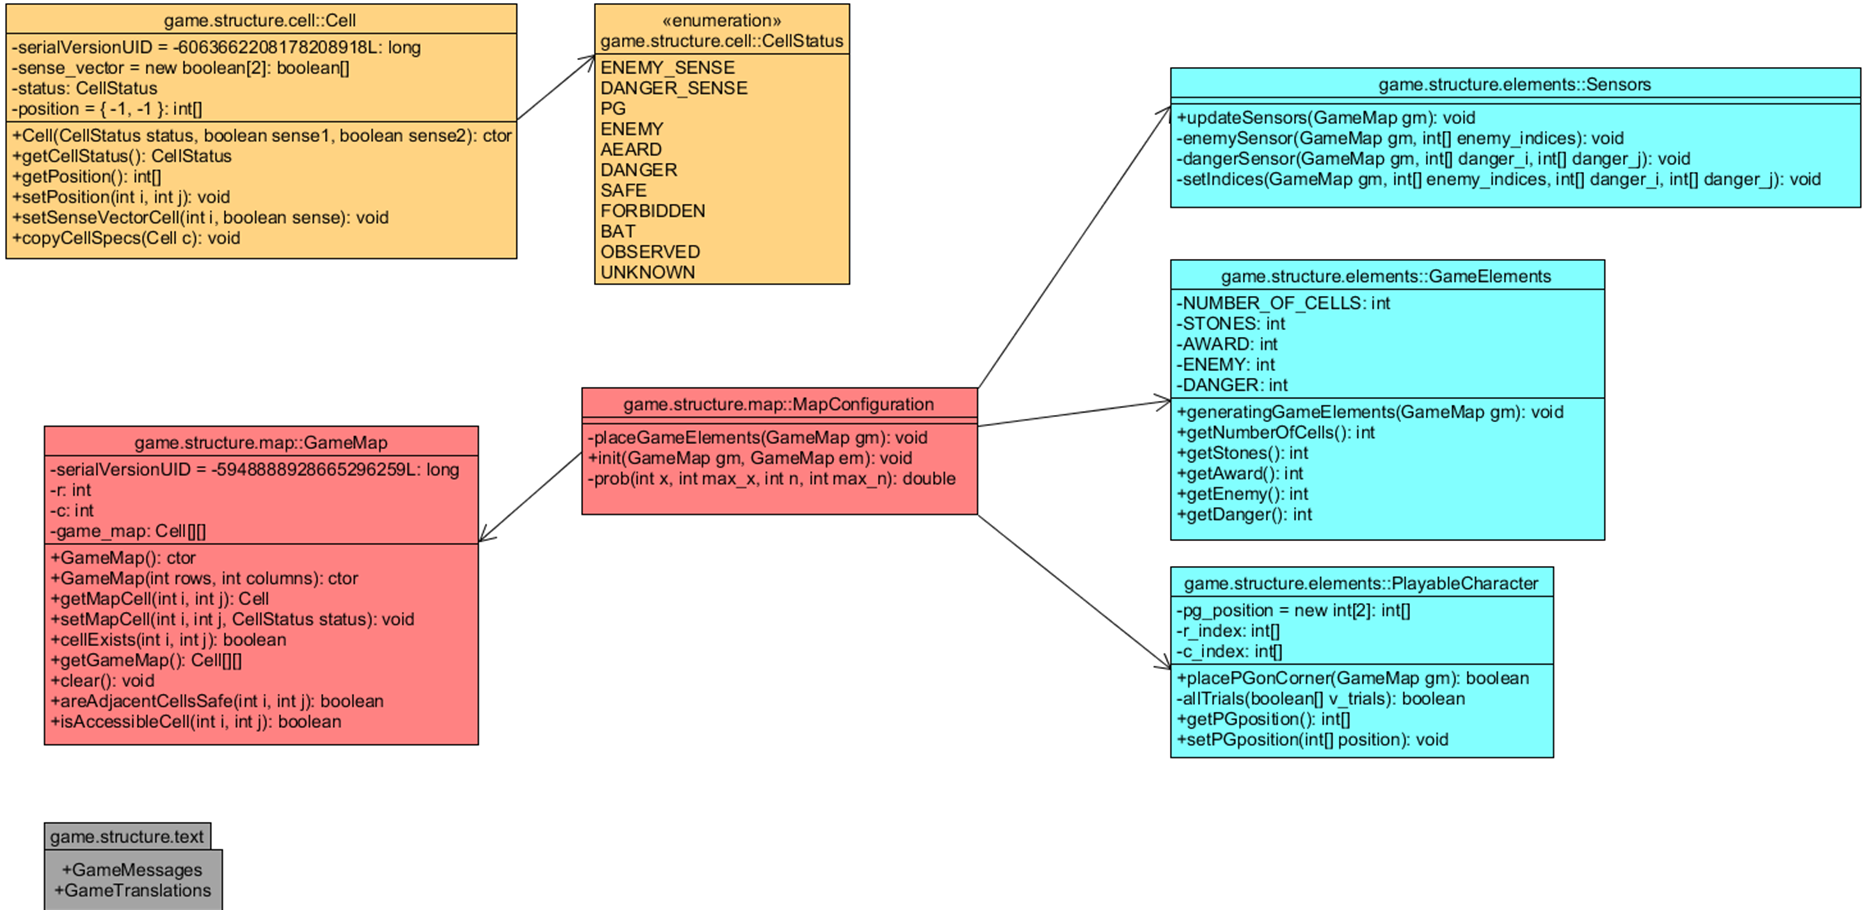 game.structure.cell::Cell
-serialVersionUID = -6063662208178208918L: long
-sense_vector = new boolean[2]: boolean[]
-status: CellStatus
-position = { -1, -1 }: int[]
+Cell(CellStatus status, boolean sense1, boolean sense2): ctor
+getCellStatus(): CellStatus
+getPosition(): int[]
+setPosition(int i, int j): void
+setSenseVectorCell(int i, boolean sense): void
+copyCellSpecs(Cell c): void
«enumeration»
game.structure.cell::CellStatus
ENEMY_SENSE
DANGER_SENSE
PG
ENEMY
AEARD
DANGER
SAFE
FORBIDDEN
BAT
OBSERVED
UNKNOWN
game.structure.elements::Sensors
+updateSensors(GameMap gm): void
-enemySensor(GameMap gm, int[] enemy_indices): void
-dangerSensor(GameMap gm, int[] danger_i, int[] danger_j): void
-setIndices(GameMap gm, int[] enemy_indices, int[] danger_i, int[] danger_j): void
game.structure.elements::GameElements
-NUMBER_OF_CELLS: int
-STONES: int
-AWARD: int
-ENEMY: int
-DANGER: int
+generatingGameElements(GameMap gm): void
+getNumberOfCells(): int
+getStones(): int
+getAward(): int
+getEnemy(): int
+getDanger(): int
game.structure.map::MapConfiguration
-placeGameElements(GameMap gm): void
+init(GameMap gm, GameMap em): void
-prob(int x, int max_x, int n, int max_n): double
game.structure.map::GameMap
-serialVersionUID = -5948888928665296259L: long
-r: int
-c: int
-game_map: Cell[][]
+GameMap(): ctor
+GameMap(int rows, int columns): ctor
+getMapCell(int i, int j): Cell
+setMapCell(int i, int j, CellStatus status): void
+cellExists(int i, int j): boolean
+getGameMap(): Cell[][]
+clear(): void
+areAdjacentCellsSafe(int i, int j): boolean
+isAccessibleCell(int i, int j): boolean
game.structure.elements::PlayableCharacter
-pg_position = new int[2]: int[]
-r_index: int[]
-c_index: int[]
+placePGonCorner(GameMap gm): boolean
-allTrials(boolean[] v_trials): boolean
+getPGposition(): int[]
+setPGposition(int[] position): void
game.structure.text
+GameMessages
+GameTranslations